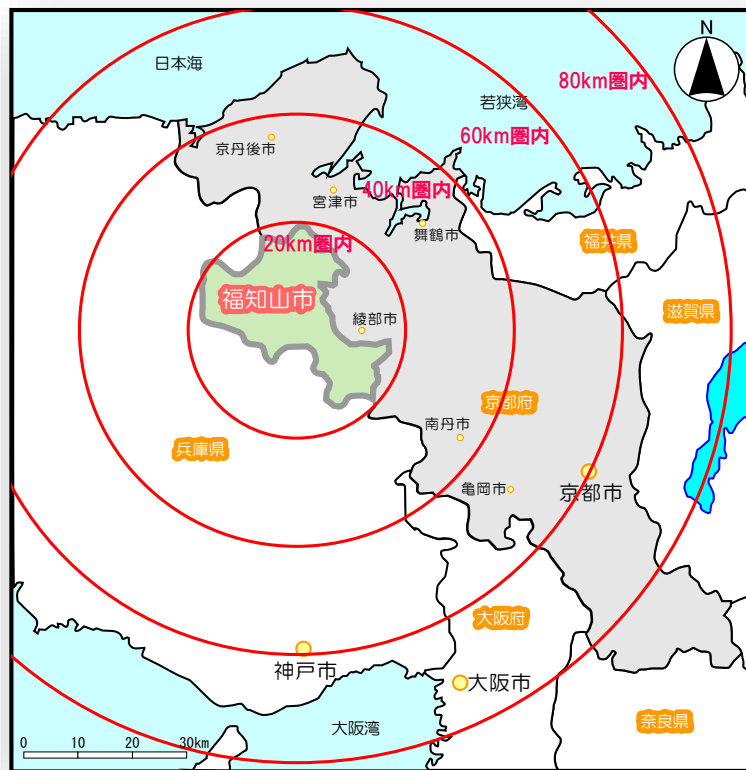 N
日本海
80km圏内
若狭湾
60km圏内
京丹後市
40km圏内
宮津市
舞鶴市
20km圏内
福井県
福知山市
滋賀県
綾部市
京都府
南丹市
兵庫県
亀岡市
京都市
大阪府
神戸市
大阪市
奈良県
大阪湾
0 10 20 30km